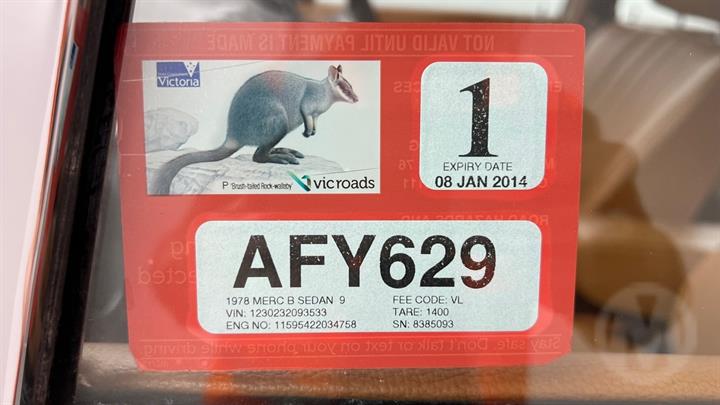 NOT VALID UNTIL PAYMENT IS MADE
State Government
Victoria
P 'Brush-tailed Rock-wallaby'
vicroads
1
EXPIRY DATE
08 JAN 2014
AFY629
1978 MERC B SEDAN 9
FEE CODE: VL
VIN: 1230232093533
TARE: 1400
ENG NO: 11595422034758
SN: 8385093
Stay safe. Don't talk or text on your phone while driving